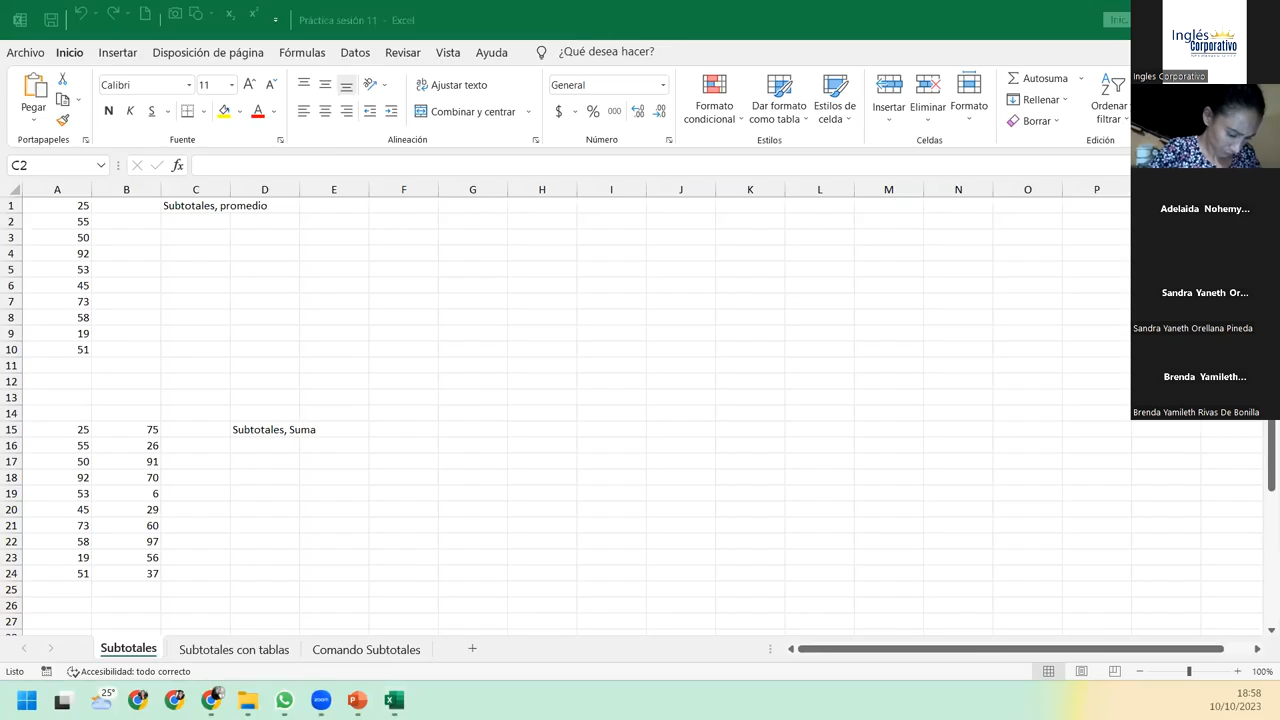 Práctica sesión 11 - Excel
Inic.
Archivo Inicio Insertar Disposición de página Fórmulas Datos Revisar Vista Ayuda ¿Qué desea hacer?
Pegar
Portapapeles
Calibri 11
N K S
Fuente
Ajustar texto
Combinar y centrar
Alineación
General
$ % 000
Número
Formato condicional
Dar formato como tabla
Estilos de celda
Estilos
Insertar
Eliminar
Formato
Celdas
Autosuma
Rellenar
Borrar
Ordenar
filtrar
Edición
C2
fx
A B C D E F G H I J K L M N O P
1 25 Subtotales, promedio
2 55
3 50
4 92
5 53
6 45
7 73
8 58
9 19
10 51
11
12
13
14
15 25 75 Subtotales, Suma
16 55 26
17 50 91
18 92 70
19 53 6
20 45 29
21 73 60
22 58 97
23 19 56
24 51 37
25
26
27
Subtotales Subtotales con tablas Comando Subtotales
Listo Accesibilidad: todo correcto 100%
25°
zoom
18:58
10/10/2023
Inglés
Corporativo
Ingles Corporativo
Adelaida Nohemy...
Sandra Yaneth Or...
Sandra Yaneth Orellana Pineda
Brenda Yamileth...
Brenda Yamileth Rivas De Bonilla